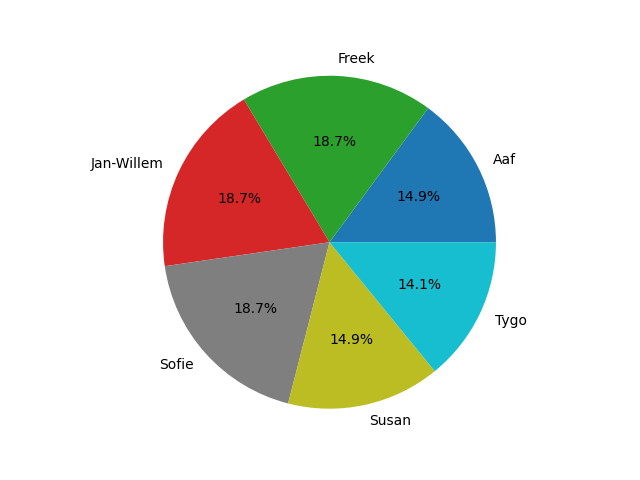 Freek
Aaf
18.7%
Jan-Willem
14.9%
18.7%
14.1%
18.7%
Tygo
14.9%
Sofie
Susan